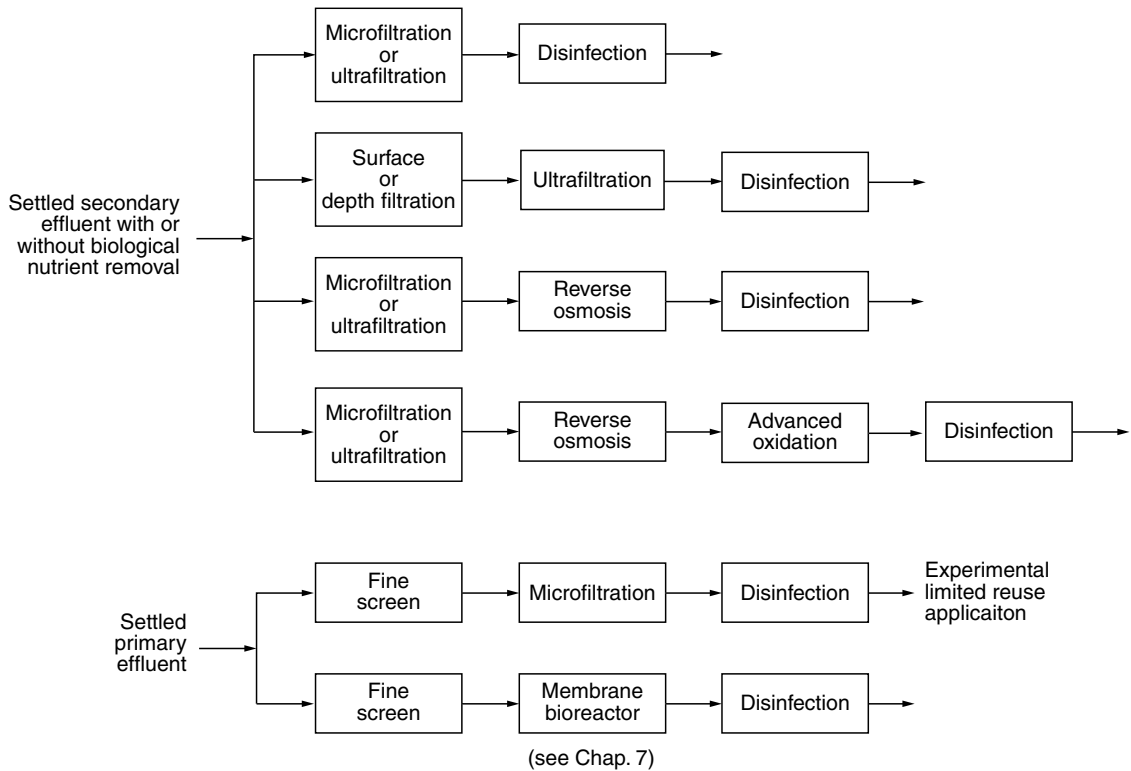 Microfiltration
or
ultrafiltration
Disinfection
Surface
or
depth filtration
Ultrafiltration
Disinfection
Settled secondary
effluent with or
without biological
nutrient removal
Microfiltration
or
ultrafiltration
Reverse
osmosis
Disinfection
Microfiltration
or
ultrafiltration
Reverse
osmosis
Advanced
oxidation
Disinfection
Settled
primary
effluent
Fine
screen
Microfiltration
Disinfection
Experimental
limited reuse
applicaiton
Fine
screen
Membrane
bioreactor
Disinfection
(see Chap. 7)